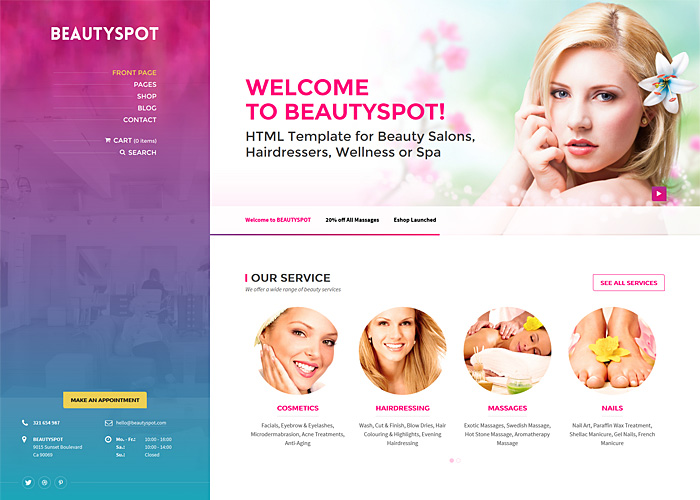 BEAUTYSPOT
FRONT PAGE
PAGES
SHOP
BLOG
CONTACT
CART (0 items)
SEARCH
MAKE AN APPOINTMENT
321 654 987
hello@beautyspot.com
BEAUTYSPOT
9015 Sunset Boulevard
Ca 90069
Mo. - Fr.: 10:00 - 16:00
Sa.: 10:00 - 14:00
So.: Closed
WELCOME
TO BEAUTYSPOT!
HTML Template for Beauty Salons,
Hairdressers, Wellness or Spa
Welcome to BEAUTYSPOT 20% off All Massages Eshop Launched
OUR SERVICE
We offer a wide range of beauty services
SEE ALL SERVICES
COSMETICS
Facials, Eyebrow & Eyelashes,
Microdermabrasion, Acne Treatments,
Anti-Aging
HAIRDRESSING
Wash, Cut & Finish, Blow Dries, Hair
Colouring & Highlights, Evening
Hairdressing
MASSAGES
Exotic Massages, Swedish Massage,
Hot Stone Massage, Aromatherapy
Massage
NAILS
Nail Art, Paraffin Wax Treatment,
Shellac Manicure, Gel Nails, French
Manicure